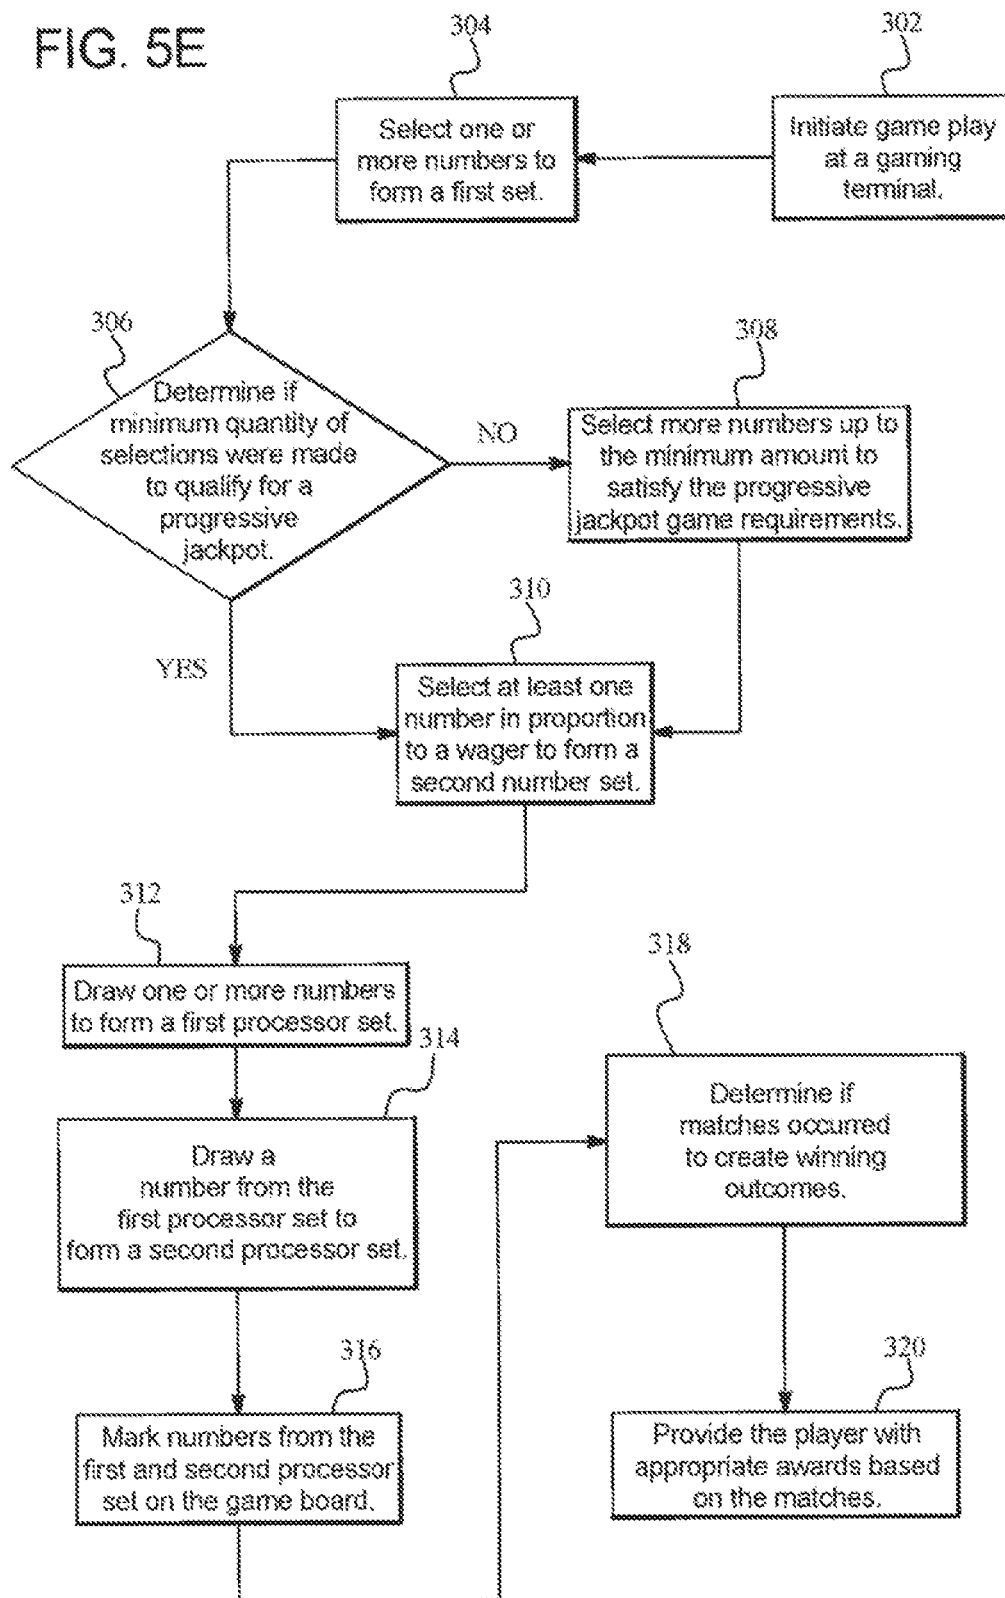 FIG. 5E
304
302
Select one or
more numbers to
form a first set.
Initiate game play
at a gaming
terminal.
306
308
Determine if
minimum quantity of
selections were made
to qualify for a
progressive
jackpot.
NO
Select more numbers up to
the minimum amount to
satisfy the progressive
jackpot game requirements.
YES
310
Select at least one
number in proportion
to a wager to form a
second number set.
312
Draw one or more numbers
to form a first processor set.
314
Draw a
number from the
first processor set to
form a second processor set.
316
Mark numbers from the
first and second processor
set on the game board.
318
Determine if
matches occurred
to create winning
outcomes.
320
Provide the player with
appropriate awards based
on the matches.